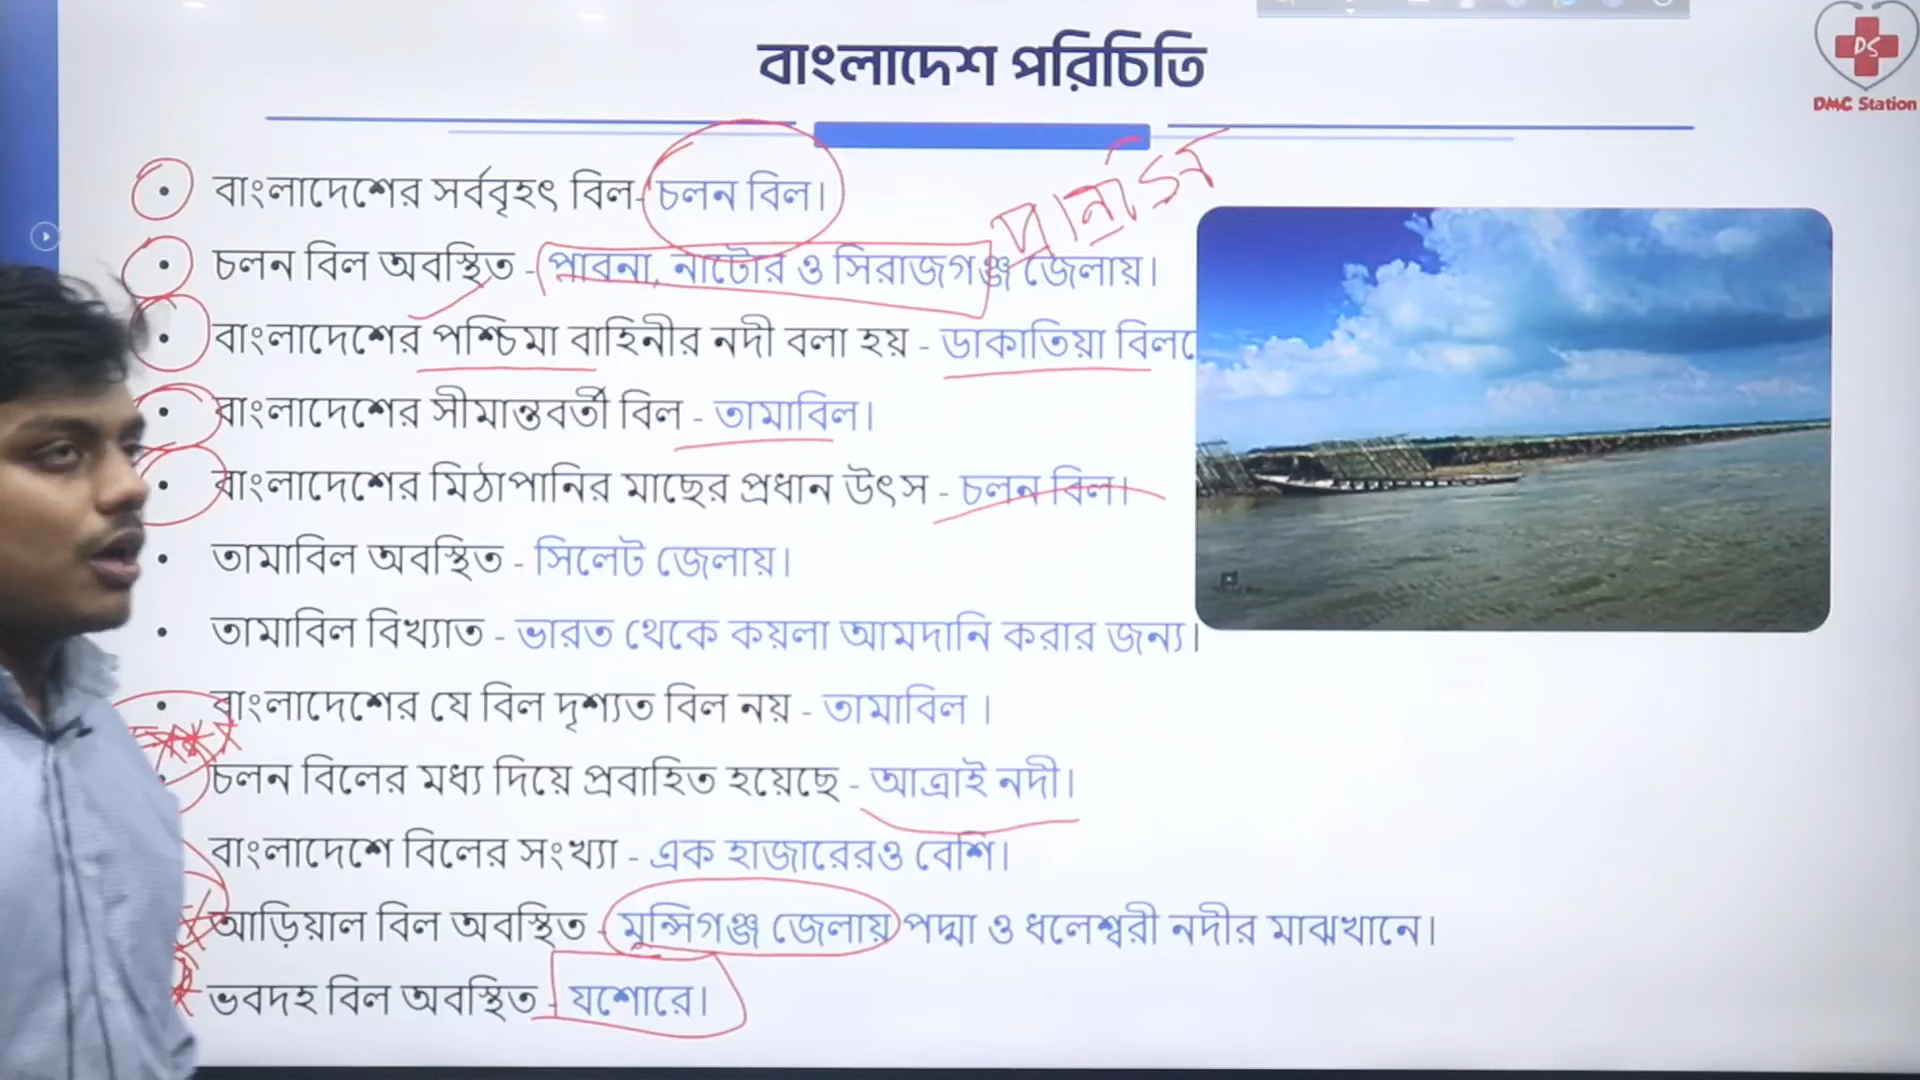 বাংলাদেশ পরিচিতি
DS
DMC Station
বাংলাদেশের সর্ববৃহৎ বিল- চলন বিল।
চলন বিল অবস্থিত - পাবনা, নাটোর ও সিরাজগঞ্জ জেলায়।
বাংলাদেশের পশ্চিমা বাহিনীর নদী বলা হয় - ডাকাতিয়া বিলকে
বাংলাদেশের সীমান্তবর্তী বিল - তামাবিল।
বাংলাদেশের মিঠাপানির মাছের প্রধান উৎস - চলন বিল।
তামাবিল অবস্থিত - সিলেট জেলায়।
তামাবিল বিখ্যাত - ভারত থেকে কয়লা আমদানি করার জন্য।
বাংলাদেশের যে বিল দৃশ্যত বিল নয় - তামাবিল ।
চলন বিলের মধ্য দিয়ে প্রবাহিত হয়েছে - আত্রাই নদী।
বাংলাদেশে বিলের সংখ্যা - এক হাজারেরও বেশি।
আড়িয়াল বিল অবস্থিত - মুন্সিগঞ্জ জেলায় পদ্মা ও ধলেশ্বরী নদীর মাঝখানে।
ভবদহ বিল অবস্থিত - যশোরে।